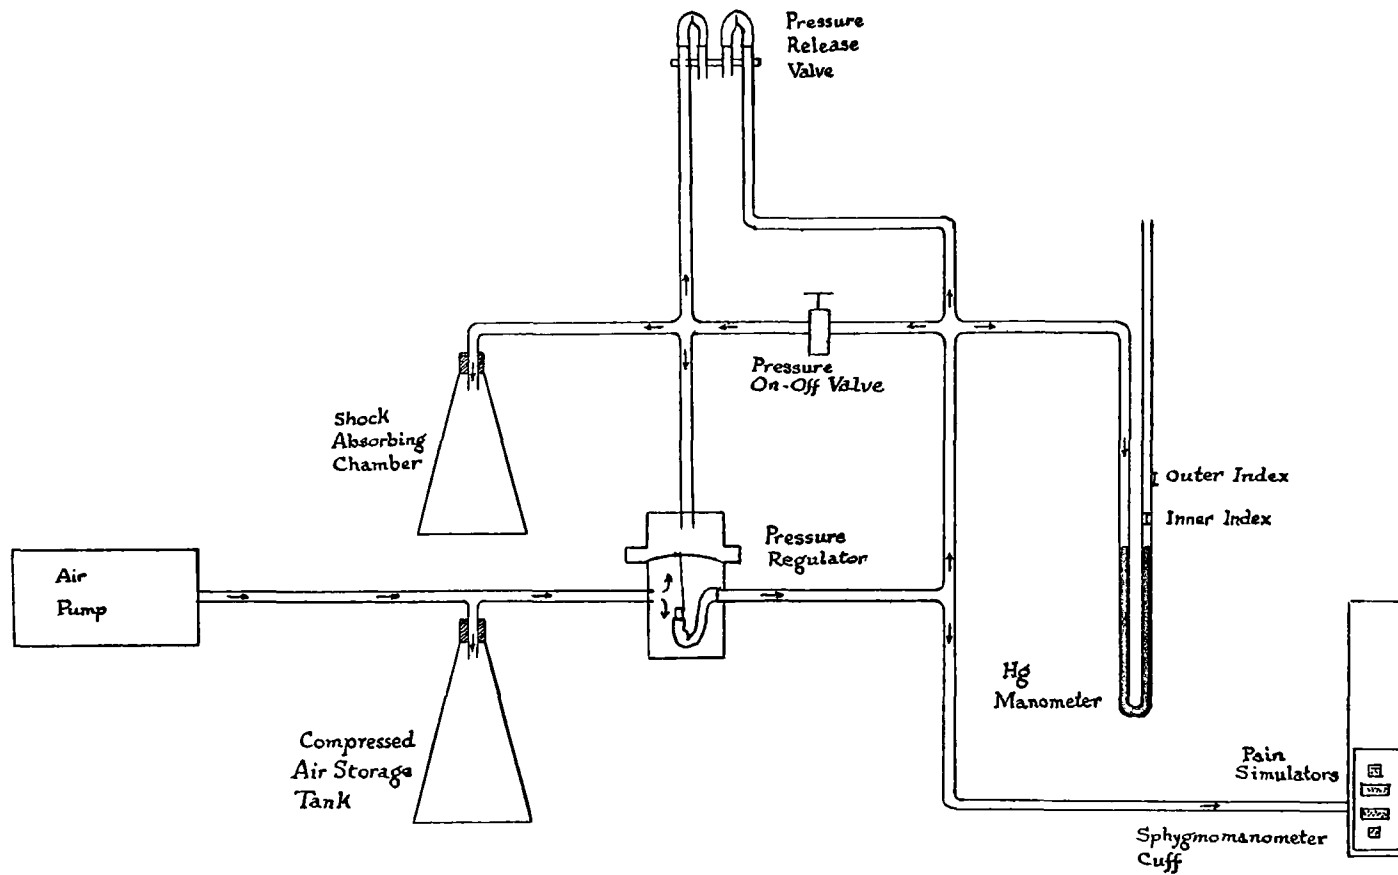 Pressure
Release
Valve
Pressure
On-Off Valve
Shock
Absorbing
Chamber
Outer Index
Inner Index
Pressure
Regulator
Air
Pump
Hg
Manometer
Compressed
Air Storage
Tank
Pain
Simulators
Sphygmomanometer
Cuff